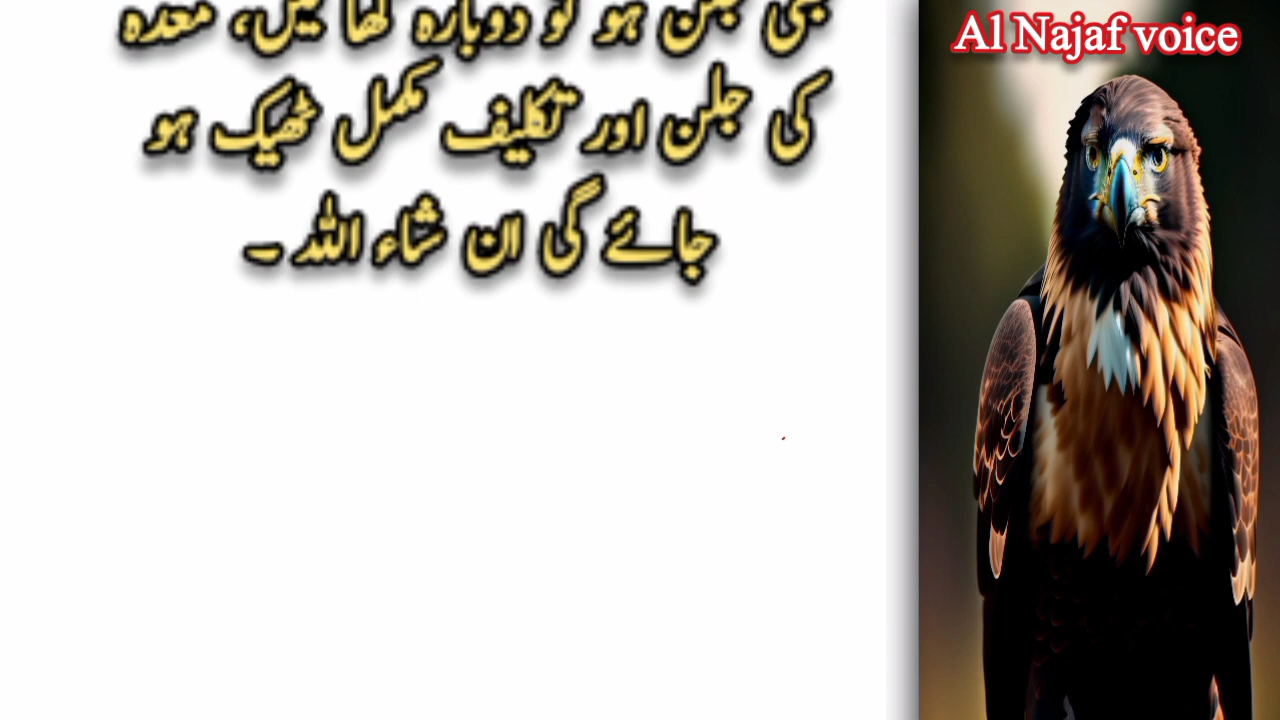 بھی جلن ہو تو دوبارہ کھا لیں، معدہ
کی جلن اور تکلیف مکمل ٹھیک ہو
جائے گی ان شاء اللہ ۔
Al Najaf voice